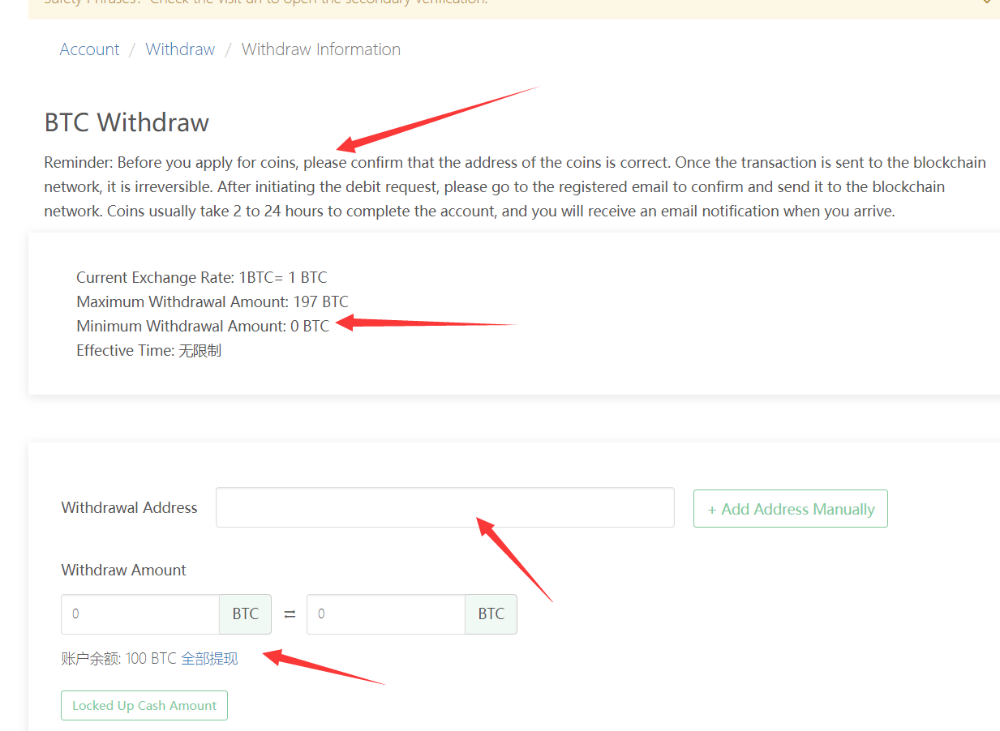 Safety Phrases? Check the visit url to open the secondary verification.
Account / Withdraw / Withdraw Information
BTC Withdraw
Reminder: Before you apply for coins, please confirm that the address of the coins is correct. Once the transaction is sent to the blockchain
network, it is irreversible. After initiating the debit request, please go to the registered email to confirm and send it to the blockchain
network. Coins usually take 2 to 24 hours to complete the account, and you will receive an email notification when you arrive.
Current Exchange Rate: 1BTC= 1 BTC
Maximum Withdrawal Amount: 197 BTC
Minimum Withdrawal Amount: 0 BTC
Effective Time: 无限制
Withdrawal Address
+ Add Address Manually
Withdraw Amount
0 BTC ⇄ 0 BTC
账户余额: 100 BTC 全部提现
Locked Up Cash Amount